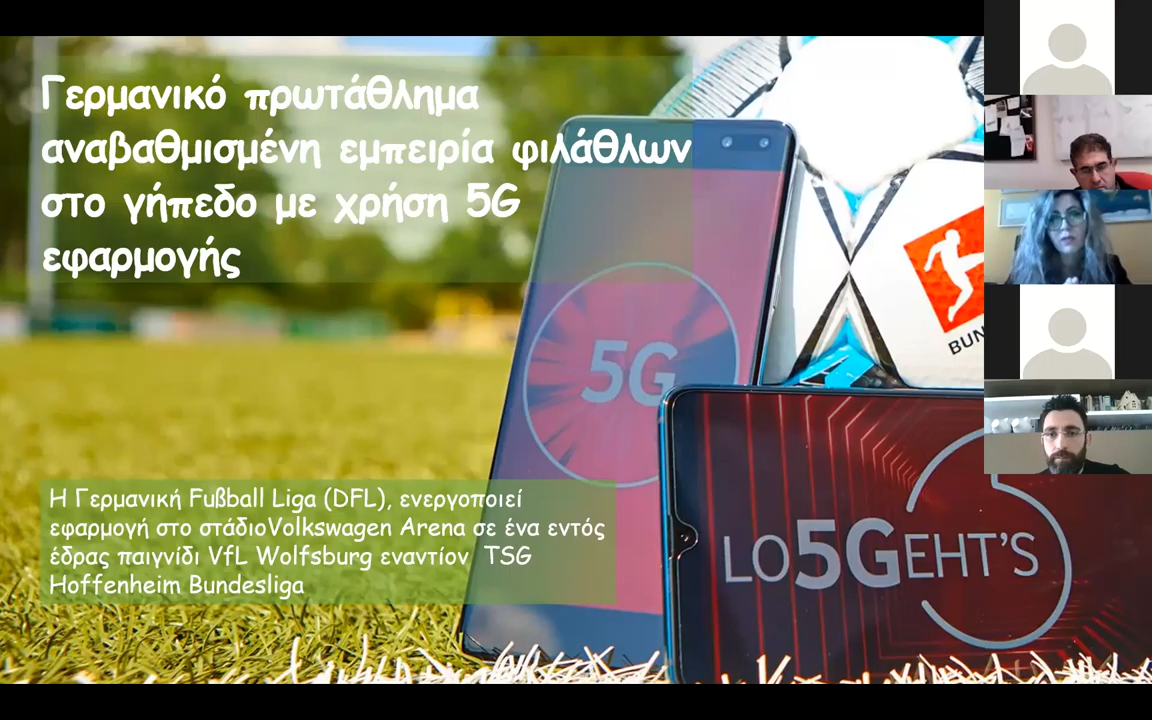 Γερμανικό πρωτάθλημα
αναβαθμισμένη εμπειρία φιλάθλων
στο γήπεδο με χρήση 5G
εφαρμογής
5G
BUN
LO5GEHT'S
Η Γερμανική Fußball Liga (DFL), ενεργοποιεί
εφαρμογή στο στάδιοVolkswagen Arena σε ένα εντός
έδρας παιγνίδι VfL Wolfsburg εναντίον TSG
Hoffenheim Bundesliga